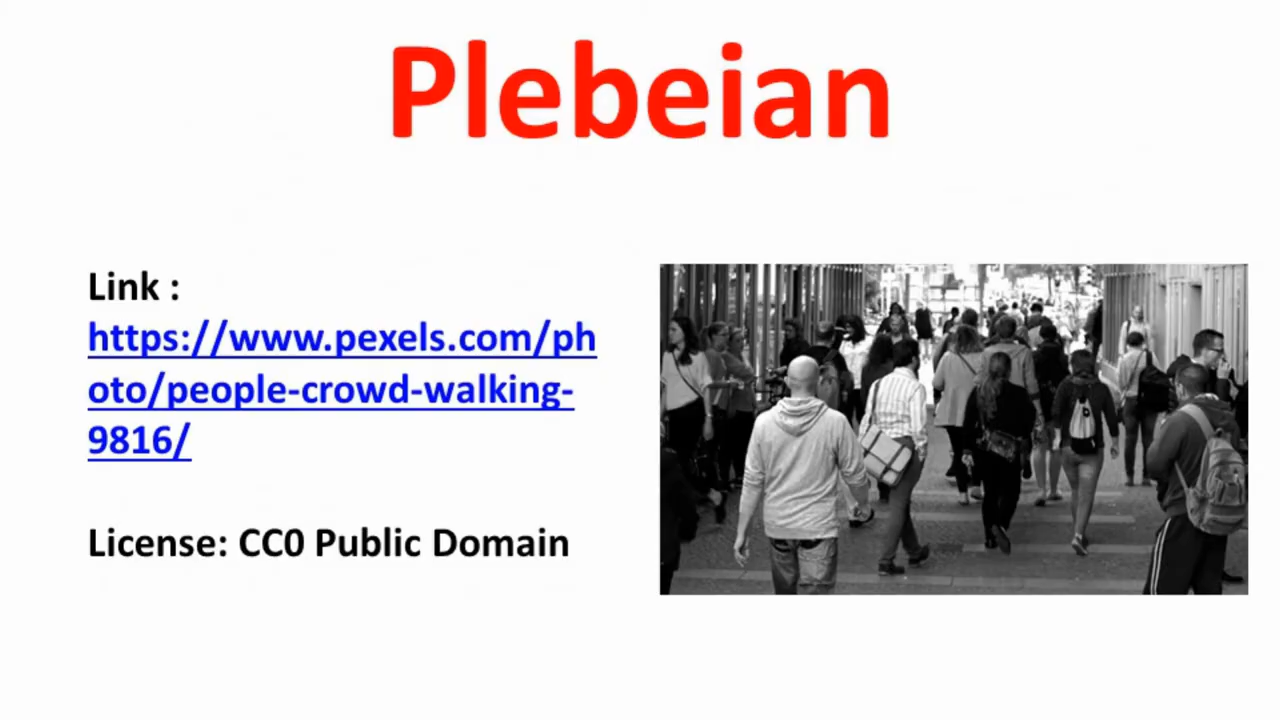 Plebeian
Link :
https://www.pexels.com/ph
oto/people-crowd-walking-
9816/
License: CC0 Public Domain